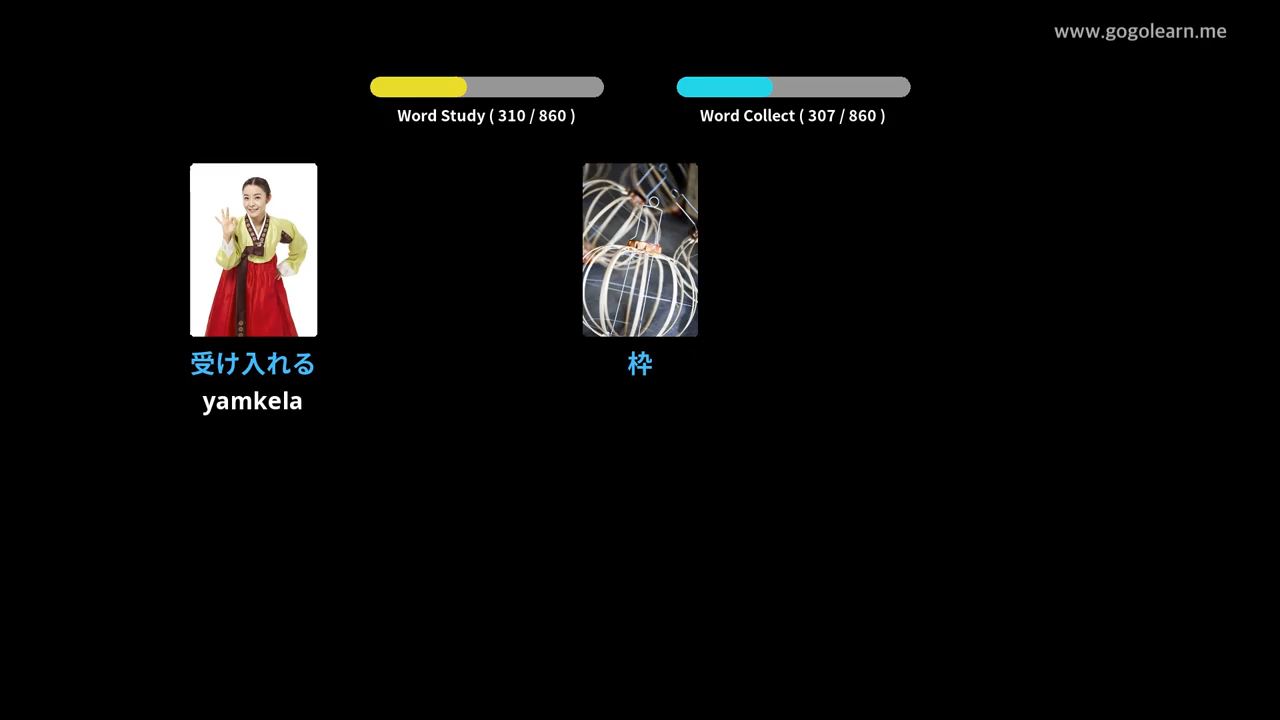 www.gogolearn.me
Word Study ( 310 / 860 )
Word Collect ( 307 / 860 )
受け入れる
yamkela
枠